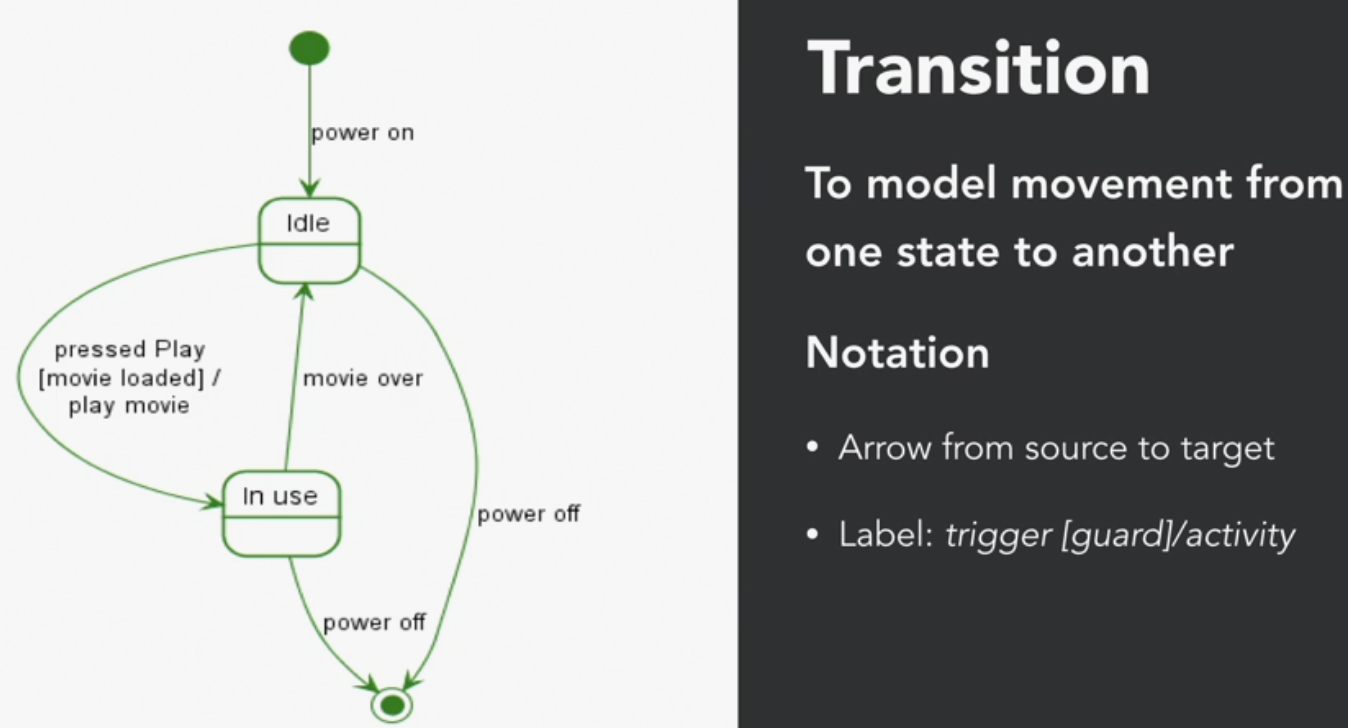 power on
Idle
pressed Play
[movie loaded] /
play movie
movie over
In use
power off
power off
Transition
To model movement from
one state to another
Notation
• Arrow from source to target
• Label: trigger [guard]/activity